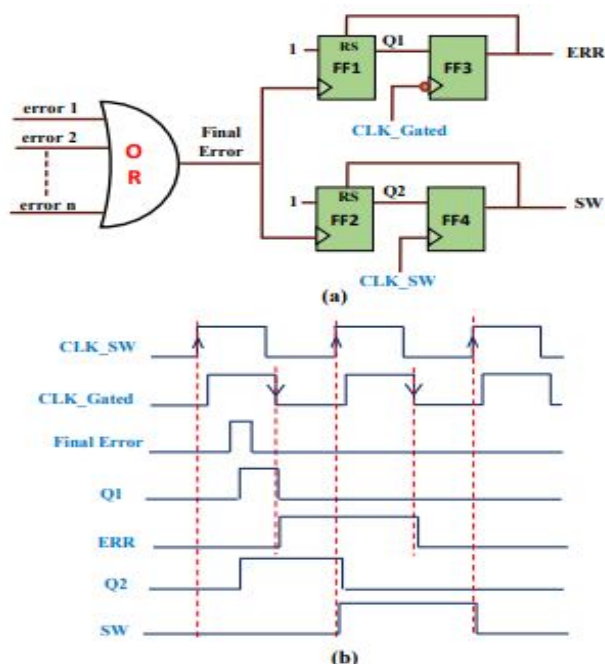 RS
Q1
1
FF1
FF3
ERR
error 1
error 2
Final
Error
O
R
CLK_Gated
error n
RS
Q2
1
FF2
FF4
SW
CLK_SW
(a)
CLK_SW
CLK_Gated
Final Error
Q1
ERR
Q2
SW
(b)